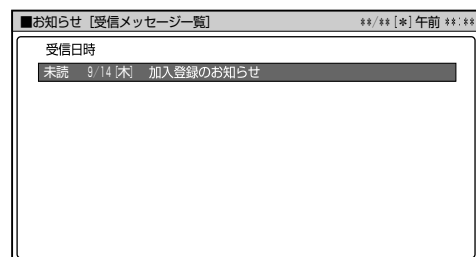 ■お知らせ［受信メッセージ一覧］ **/**[*]午前**:**
受信日時
未読 9/14[木] 加入登録のお知らせ